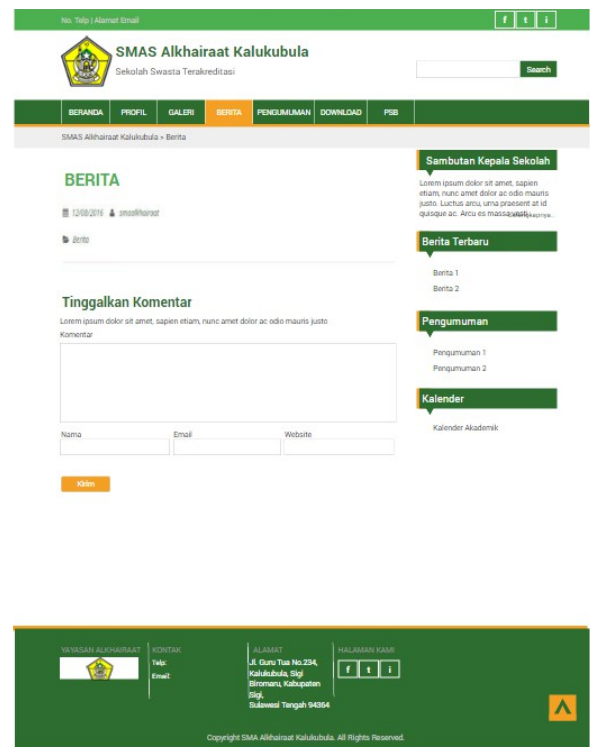 No. Telp | Alamat Email
f t i
SMAS Alkhairaat Kalukubula
Sekolah Swasta Terakreditasi
Search
BERANDA PROFIL GALERI BERITA PENGUMUMAN DOWNLOAD PSB
SMAS Alkhairaat Kalukubula » Berita
BERITA
12/08/2016 smaalkhairaat
Berita
Tinggalkan Komentar
Lorem ipsum dolor sit amet, sapien etiam, nunc amet dolor ac odio mauris justo
Komentar
Nama Email Website
Kirim
Sambutan Kepala Sekolah
Lorem ipsum dolor sit amet, sapien
etiam, nunc amet dolor ac odio mauris
justo. Luctus arcu, urna praesent at id
quisque ac. Arcu es massa
Berita Terbaru
Berita 1
Berita 2
Pengumuman
Pengumuman 1
Pengumuman 2
Kalender
Kalender Akademik
YAYASAN ALKHAIRAAT
KONTAK
Telp:
Email:
ALAMAT
Jl. Guru Tua No.234,
Kalukubula, Sigi
Biromaru, Kabupaten
Sigi,
Sulawesi Tengah 94364
HALAMAN KAMI
f t i
Copyright SMA Alkhairaat Kalukubula. All Rights Reserved.